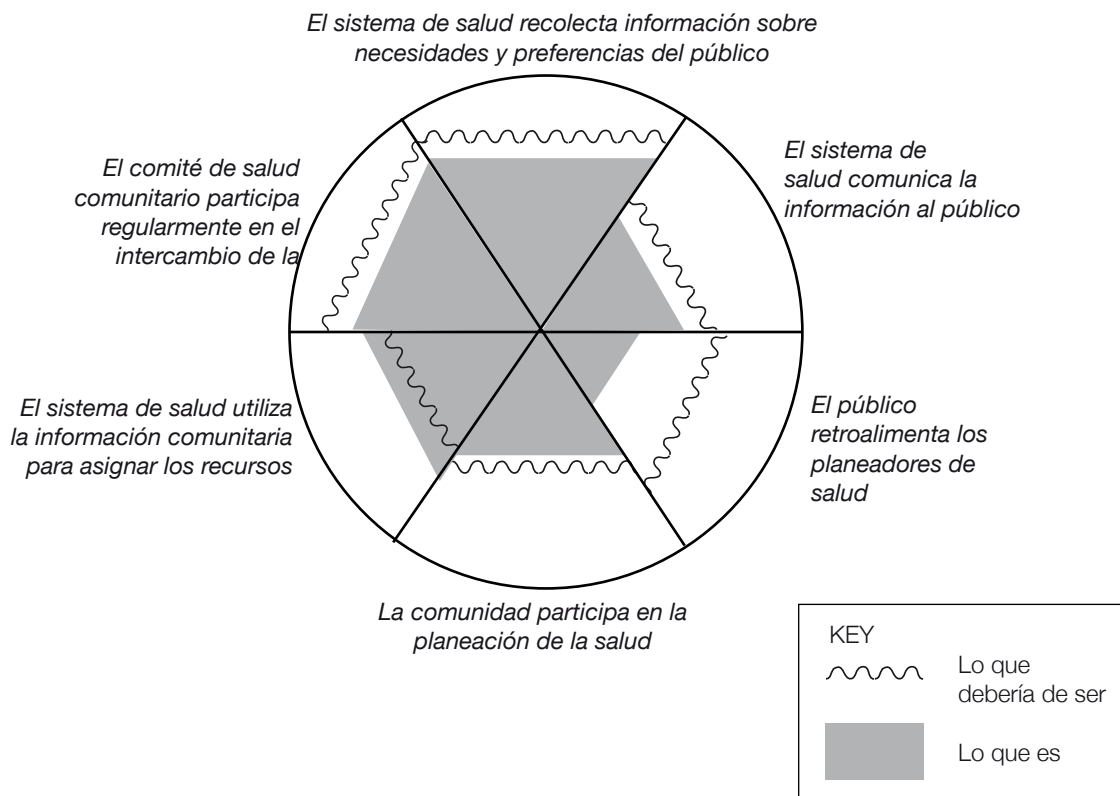 El sistema de salud recolecta información sobre
necesidades y preferencias del público
El sistema de
salud comunica la
información al público
El comité de salud
comunitario participa
regularmente en el
intercambio de la
El sistema de salud utiliza
la información comunitaria
para asignar los recursos
El público
retroalimenta los
planeadores de
salud
La comunidad participa en la
planeación de la salud
KEY
Lo que
debería de ser
Lo que es